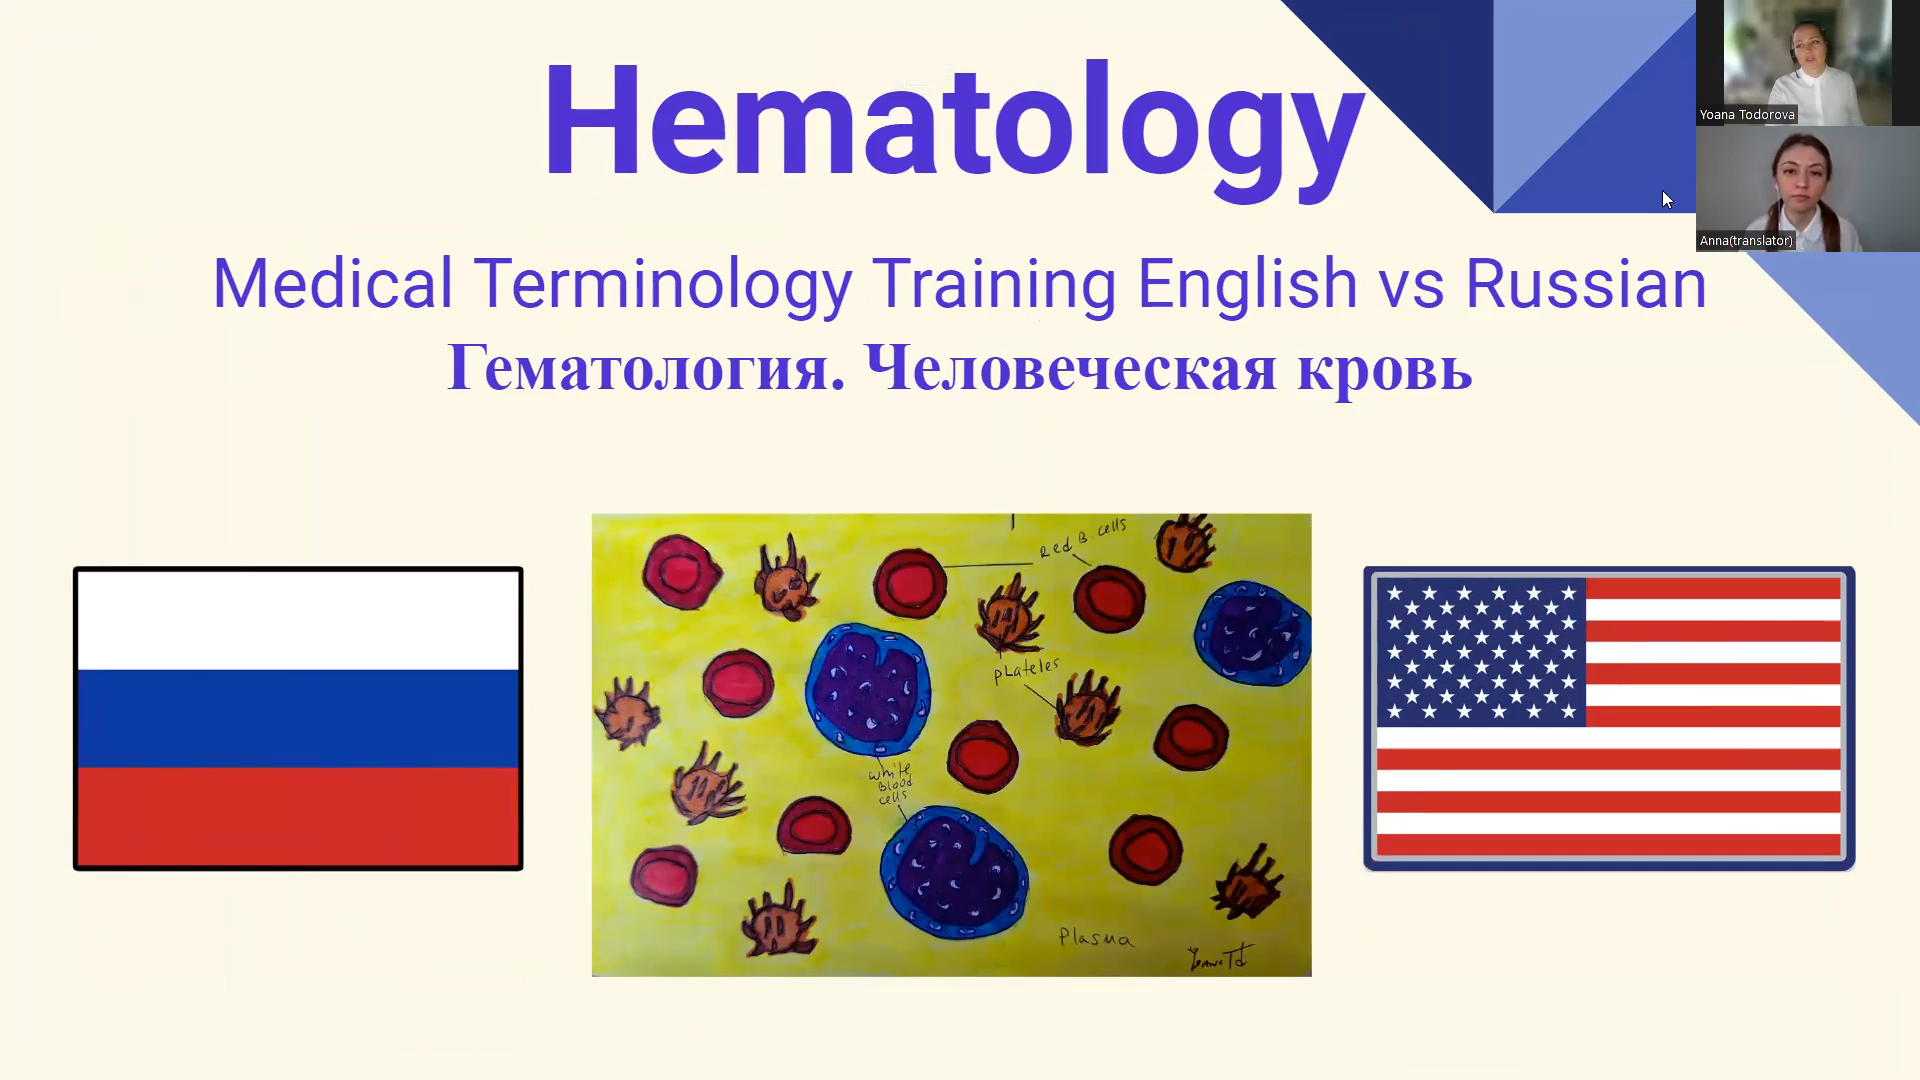 Hematology
Medical Terminology Training English vs Russian
Гематология. Человеческая кровь
Yoana Todorova
Anna(translator)
Red B. cells
pLateles
white
Blood
cells
Plasma